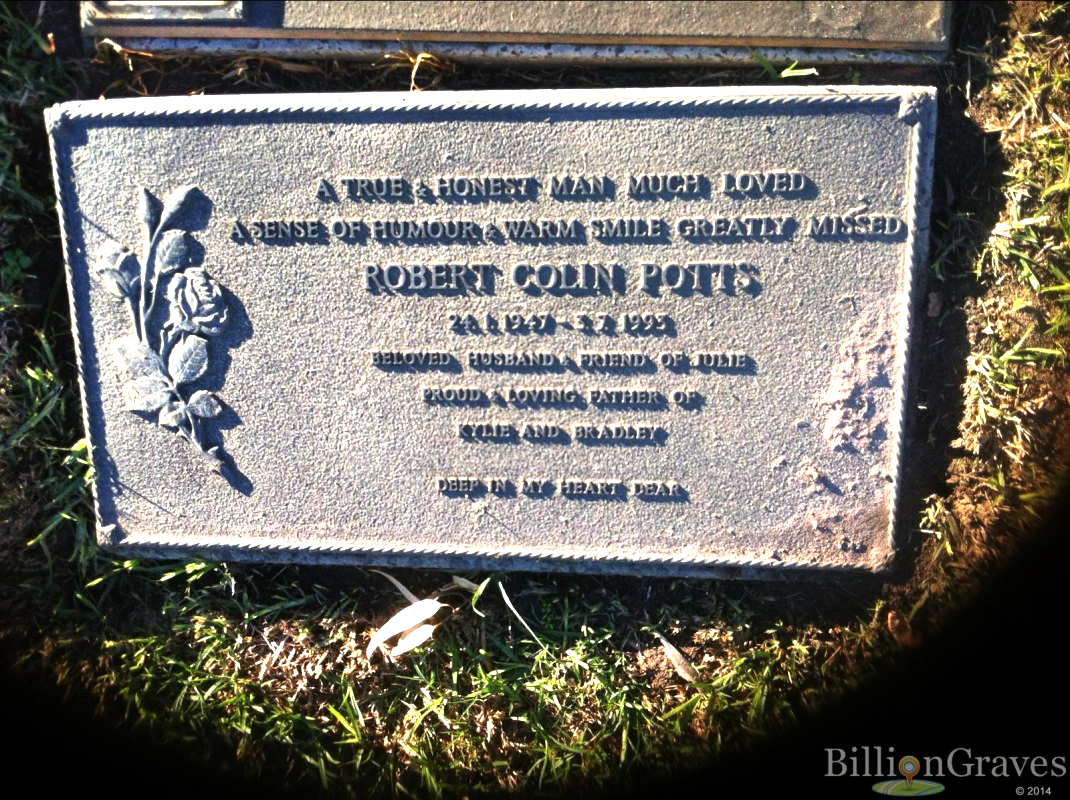 A TRUE & HONEST MAN MUCH LOVED
A SENSE OF HUMOUR & WARM SMILE GREATLY MISSED
ROBERT COLIN POTTS
BELOVED HUSBAND & FRIEND OF JULIE
PROUD & LOVING FATHER OF
KYLIE AND BRADLEY
DEEP IN MY HEART DEAR
BillionGraves
© 2014